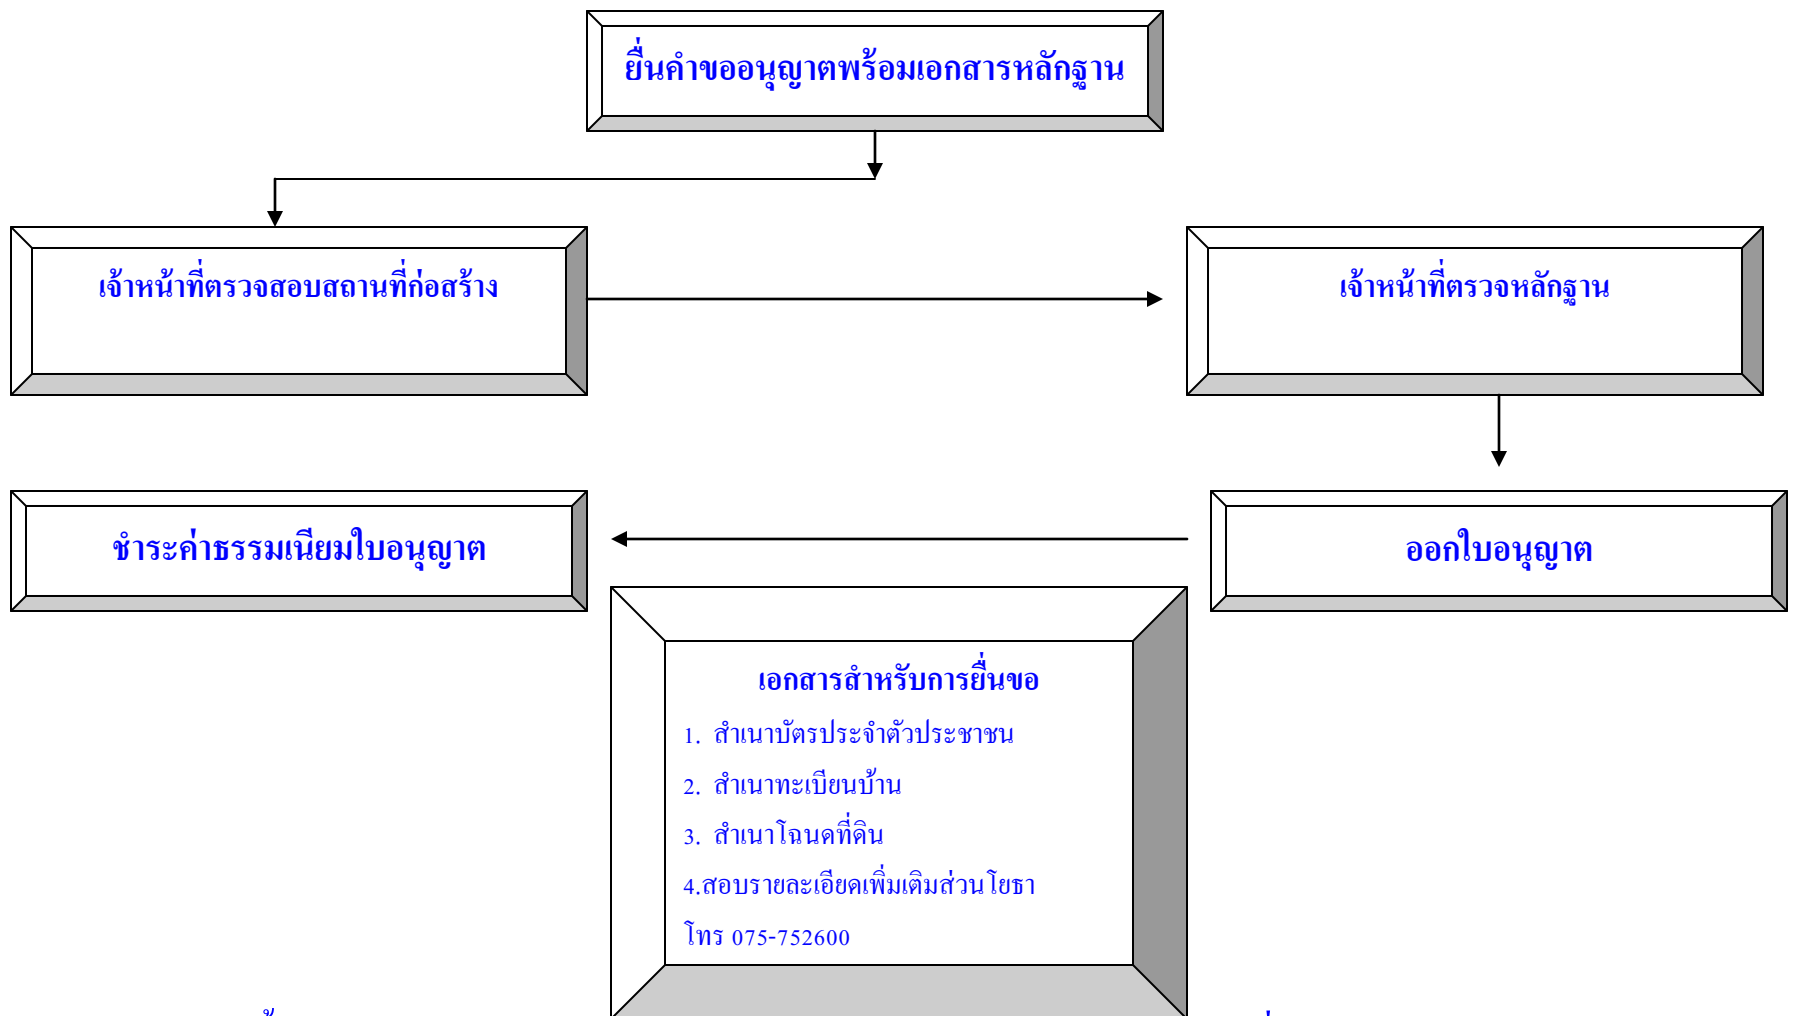 ยื่นคำขออนุญาตพร้อมเอกสารหลักฐาน
เจ้าหน้าที่ตรวจสอบสถานที่ก่อสร้าง
เจ้าหน้าที่ตรวจหลักฐาน
ชำระค่าธรรมเนียมใบอนุญาต
ออกใบอนุญาต
เอกสารสำหรับการยื่นขอ
1. สำเนาบัตรประจำตัวประชาชน
2. สำเนาทะเบียนบ้าน
3. สำเนาโฉนดที่ดิน
4.สอบรายละเอียดเพิ่มเติมส่วนโยธา
โทร 075-752600